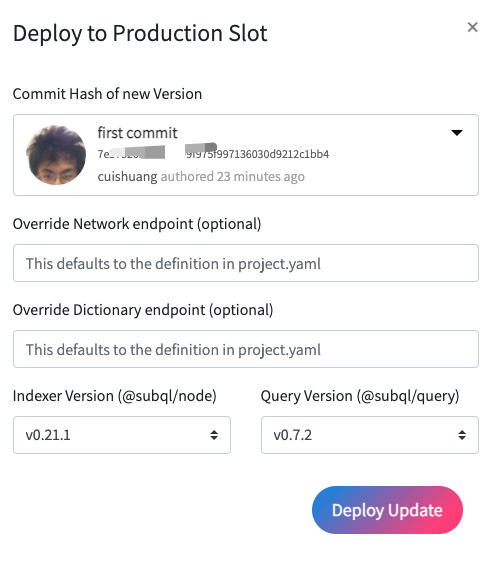 Deploy to Production Slot
×
Commit Hash of new Version
first commit
9f975f997136030d9212c1bb4
cuishuang authored 23 minutes ago
Override Network endpoint (optional)
This defaults to the definition in project.yaml
Override Dictionary endpoint (optional)
This defaults to the definition in project.yaml
Indexer Version (@subql/node) Query Version (@subql/query)
v0.21.1 v0.7.2
Deploy Update